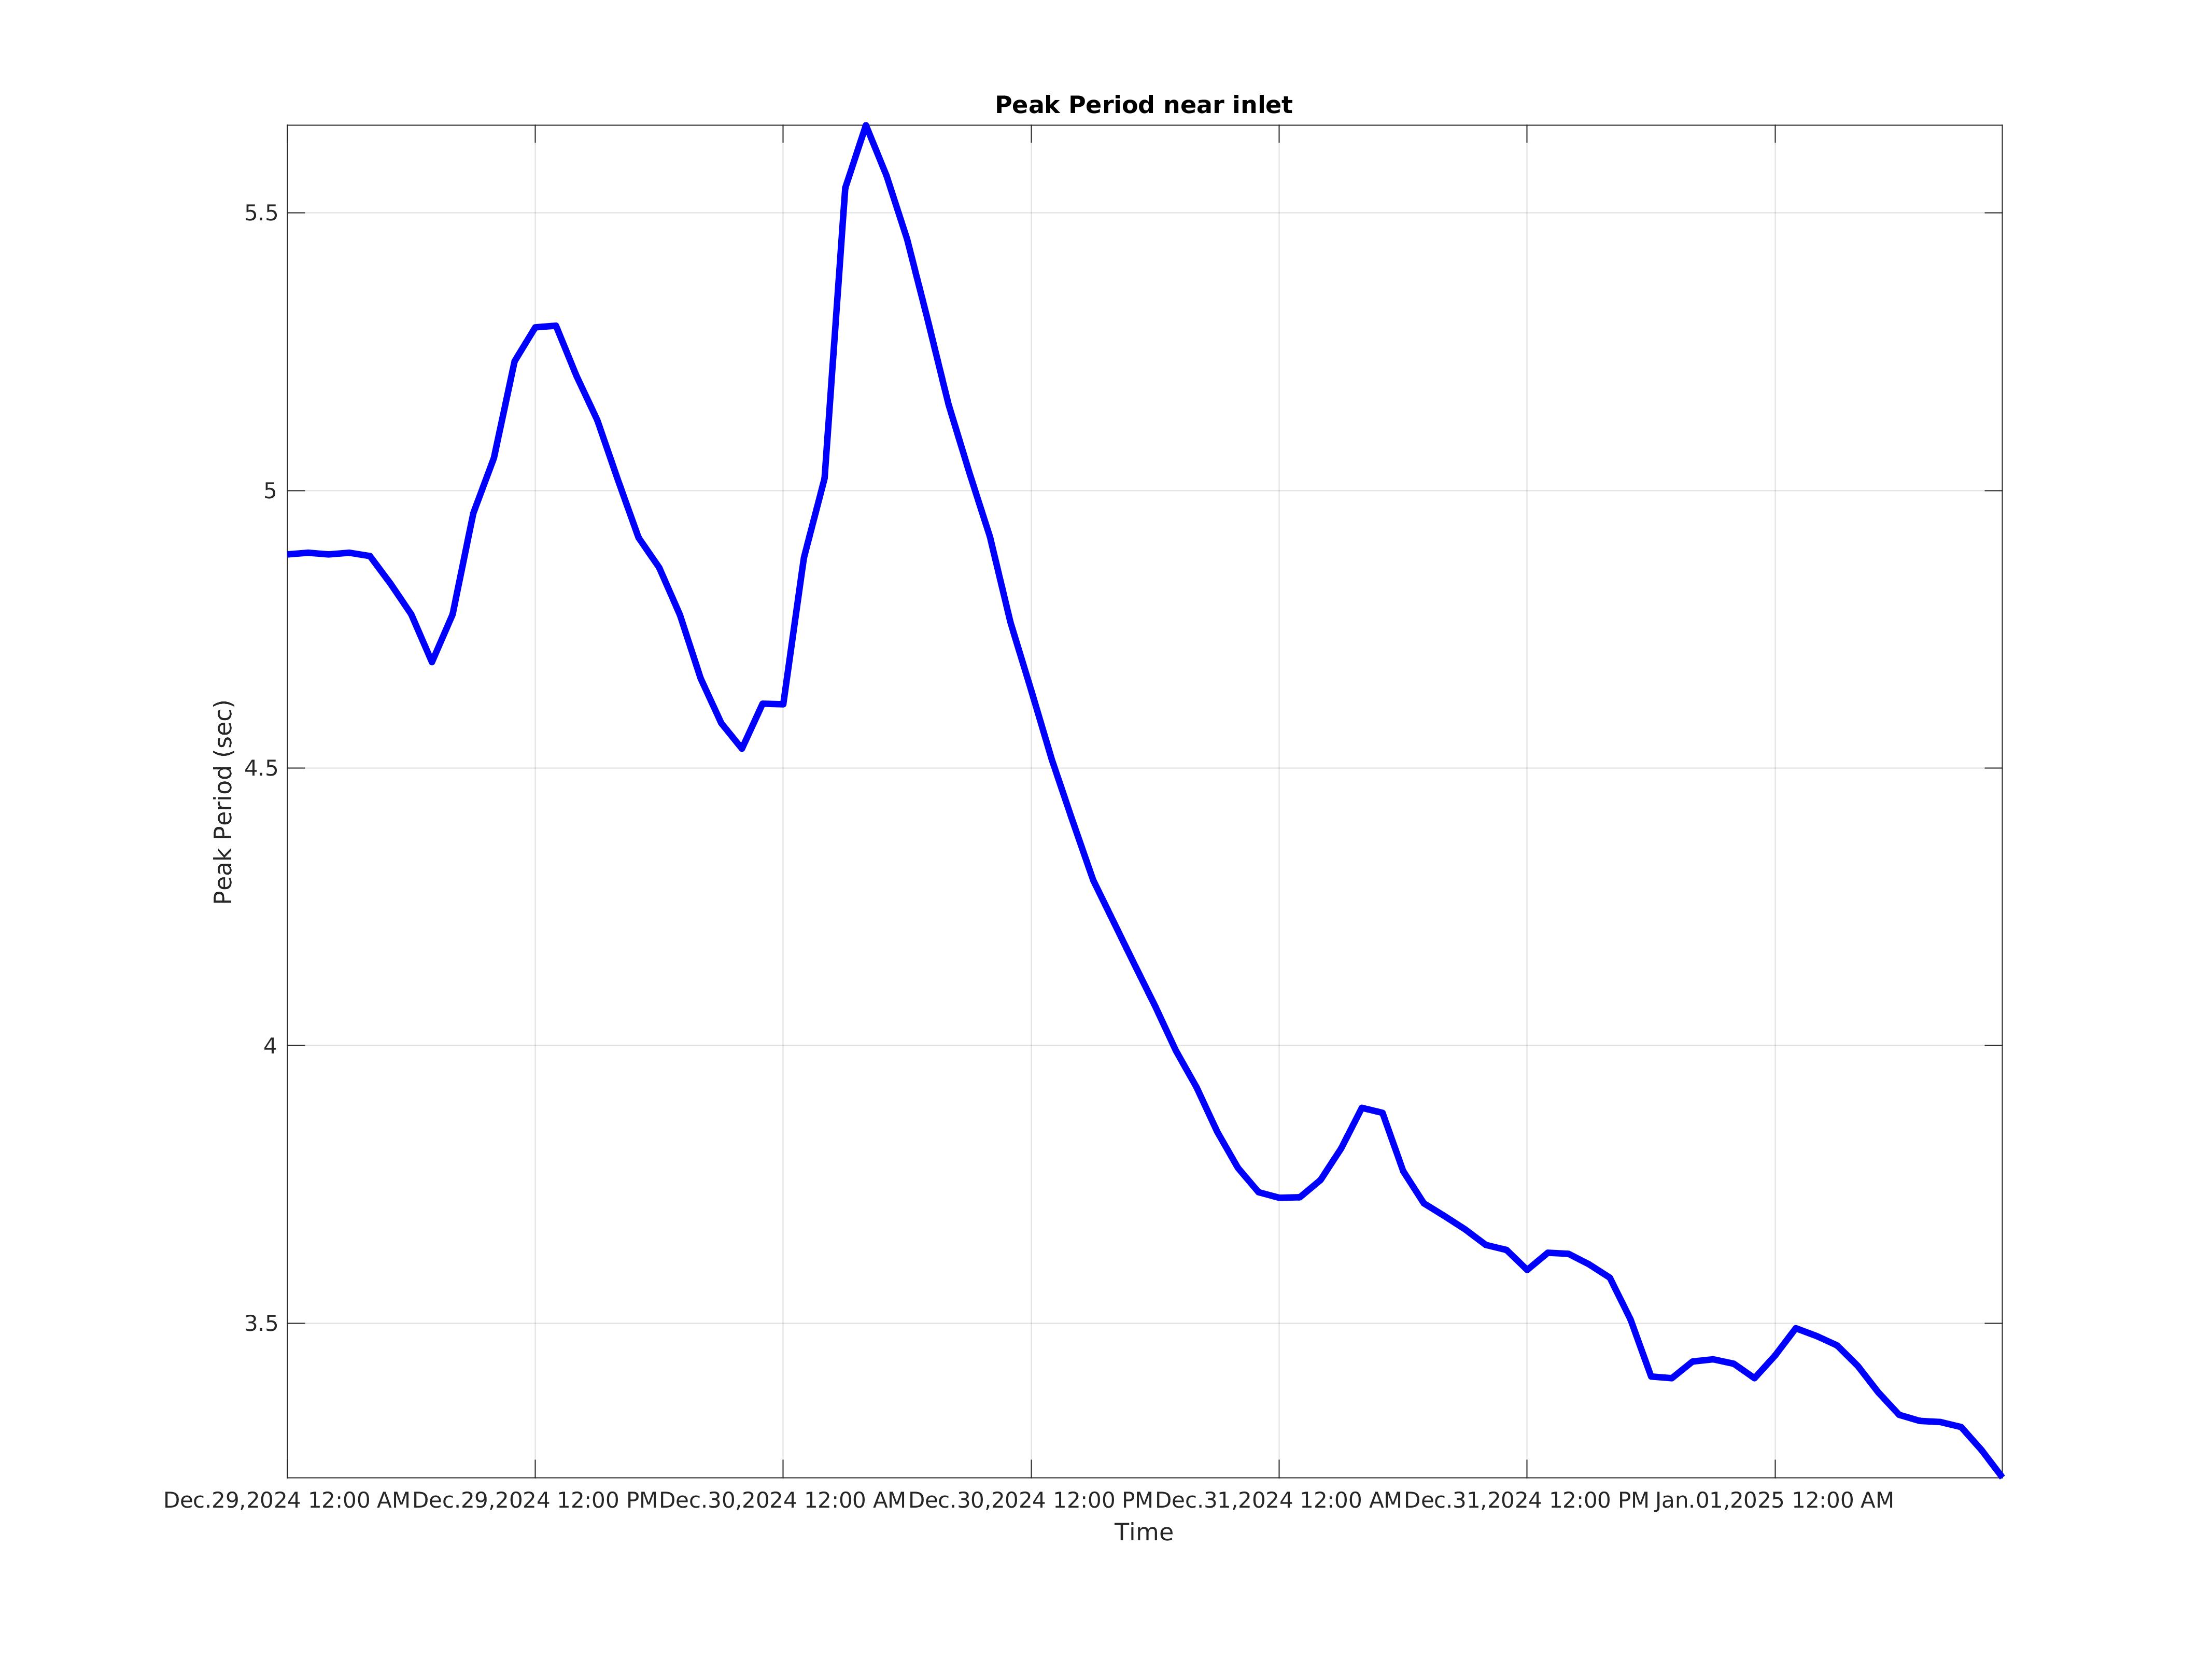 Peak Period near inlet
5.5
5
4.5
4
3.5
Peak Period (sec)
Dec.29,2024 12:00 AM Dec.29,2024 12:00 PM Dec.30,2024 12:00 AM Dec.30,2024 12:00 PM Dec.31,2024 12:00 AM Dec.31,2024 12:00 PM Jan.01,2025 12:00 AM
Time